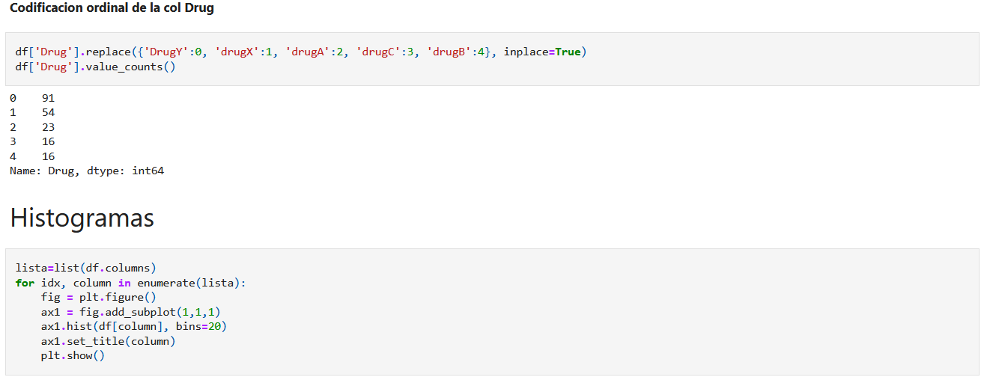 Codificacion ordinal de la col Drug
df['Drug'].replace({'DrugY':0, 'drugX':1, 'drugA':2, 'drugC':3, 'drugB':4}, inplace=True)
df['Drug'].value_counts()
0    91
1    54
2    23
3    16
4    16
Name: Drug, dtype: int64
Histogramas
lista=list(df.columns)
for idx, column in enumerate(lista):
    fig = plt.figure()
    ax1 = fig.add_subplot(1,1,1)
    ax1.hist(df[column], bins=20)
    ax1.set_title(column)
    plt.show()